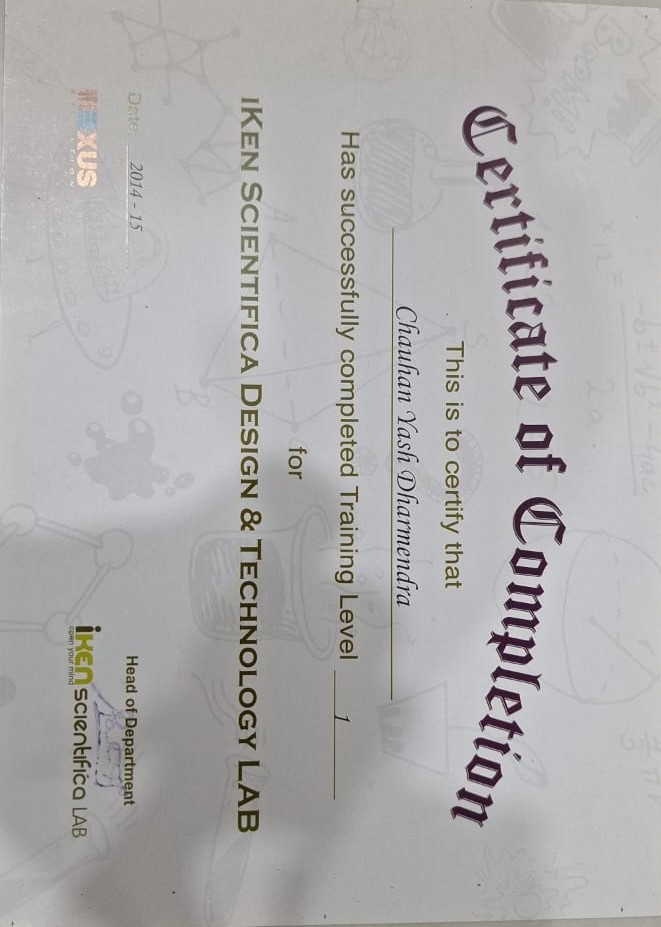 Certificate of Completion
This is to certify that
Chauhan Yash Dharmendra
Has successfully completed Training Level 1
for
IKEN SCIENTIFICA DESIGN & TECHNOLOGY LAB
Date: 2014 - 15
Head of Department
iKEN scientifica LAB
open your mind